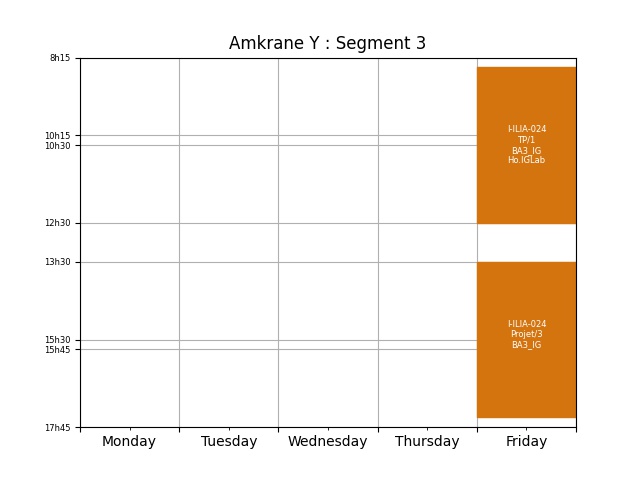 Amkrane Y : Segment 3
8h15
10h15
10h30
12h30
13h30
15h30
15h45
17h45
I-ILIA-024
TP/1
BA3_IG
Ho.IGLab
I-ILIA-024
Projet/3
BA3_IG
Monday
Tuesday
Wednesday
Thursday
Friday